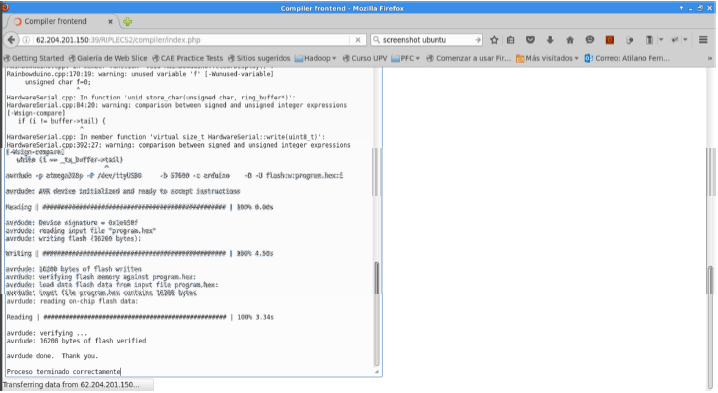 Compiler frontend - Mozilla Firefox
Compiler frontend
62.204.201.150:39/RIPLECS2/compiler/index.php
screenshot ubuntu
Getting Started Galería de Web Slice CAE Practice Tests Sitios sugeridos Hadoop Curso UPV PFC Comenzar a usar Fir... Más visitados Correo: Atilano Fern...
Rainbowduino.cpp:170:19: warning: unused variable 'f' [-Wunused-variable]
unsigned char f=0;
^
HardwareSerial.cpp: In function 'void store_char(unsigned char, ring_buffer*)':
HardwareSerial.cpp:84:20: warning: comparison between signed and unsigned integer expressions
[-Wsign-compare]
if (i != buffer->tail) {
^
HardwareSerial.cpp: In member function 'virtual size_t HardwareSerial::write(uint8_t)':
HardwareSerial.cpp:392:27: warning: comparison between signed and unsigned integer expressions
[-Wsign-compare]
while (i == _tx_buffer->tail)
^
avrdude -p atmega328p -P /dev/ttyUSB0 -b 57600 -c arduino -D -U flash:w:program.hex:i
avrdude: AVR device initialized and ready to accept instructions
Reading | ################################################## | 100% 0.00s
avrdude: Device signature = 0x1e950f
avrdude: reading input file "program.hex"
avrdude: writing flash (16200 bytes):
Writing | ################################################## | 100% 4.50s
avrdude: 16200 bytes of flash written
avrdude: verifying flash memory against program.hex:
avrdude: load data flash data from input file program.hex:
avrdude: input file program.hex contains 16200 bytes
avrdude: reading on-chip flash data:
Reading | ################################################## | 100% 3.34s
avrdude: verifying ...
avrdude: 16200 bytes of flash verified
avrdude done. Thank you.
Proceso terminado correctamente
Transferring data from 62.204.201.150...